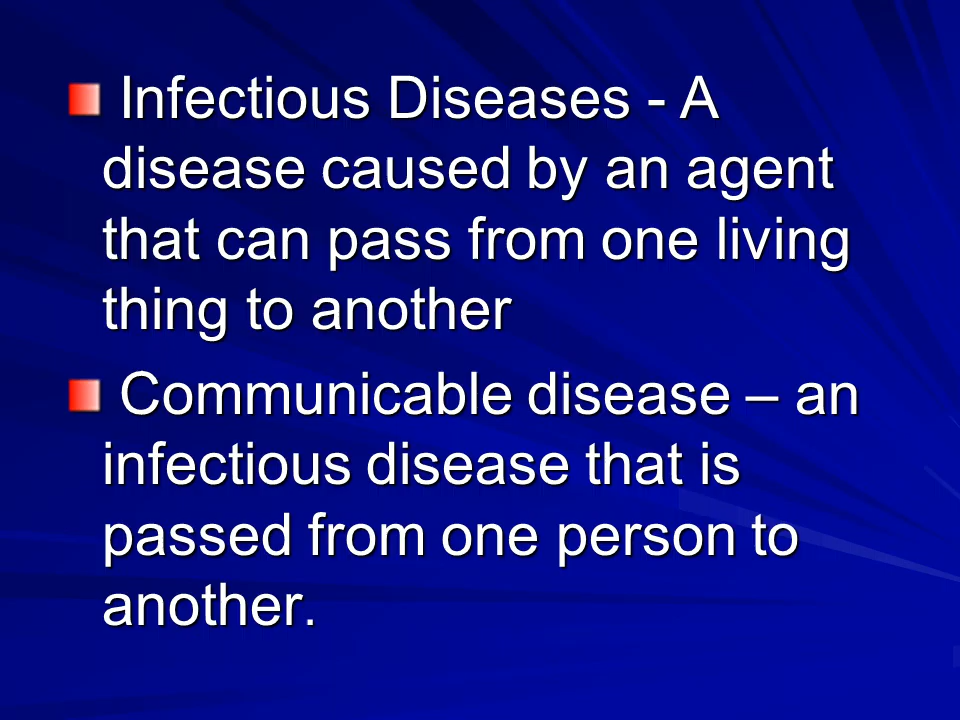 Infectious Diseases - A
disease caused by an agent
that can pass from one living
thing to another
Communicable disease – an
infectious disease that is
passed from one person to
another.